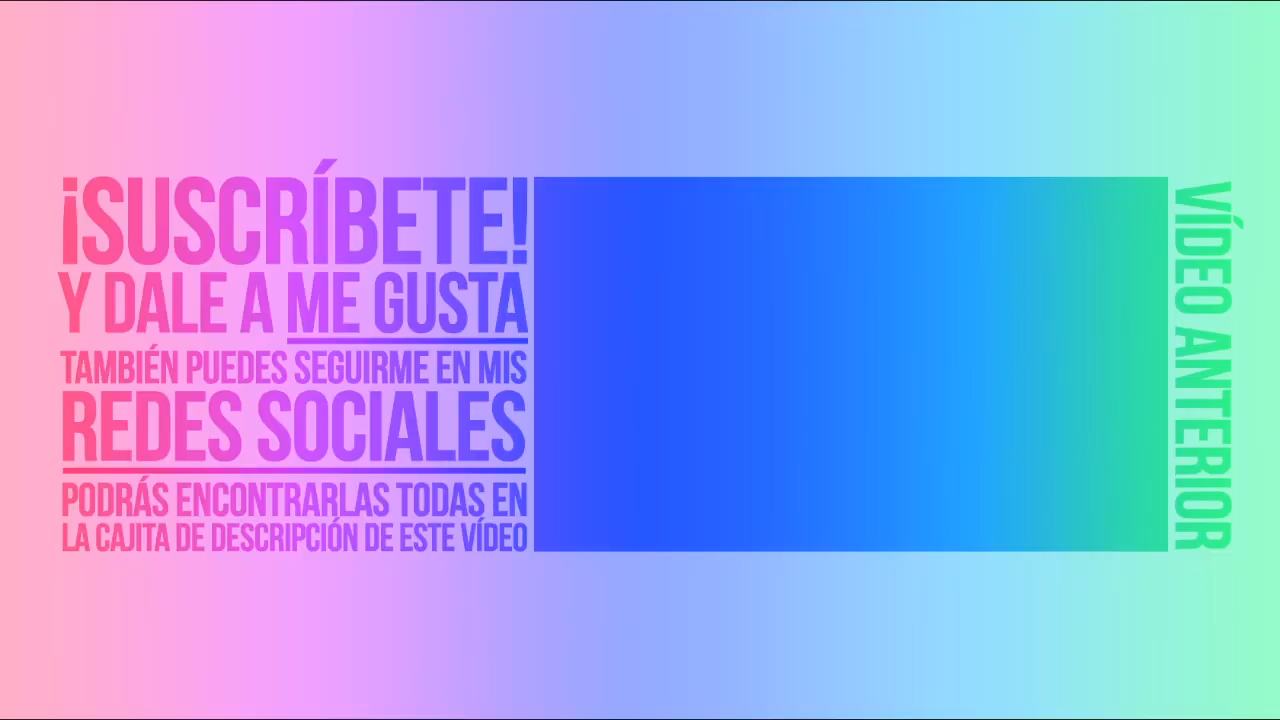 ¡SUSCRÍBETE!
Y DALE A ME GUSTA
TAMBIÉN PUEDES SEGUIRME EN MIS
REDES SOCIALES
PODRÁS ENCONTRARLAS TODAS EN
LA CAJITA DE DESCRIPCIÓN DE ESTE VÍDEO
VÍDEO ANTERIOR